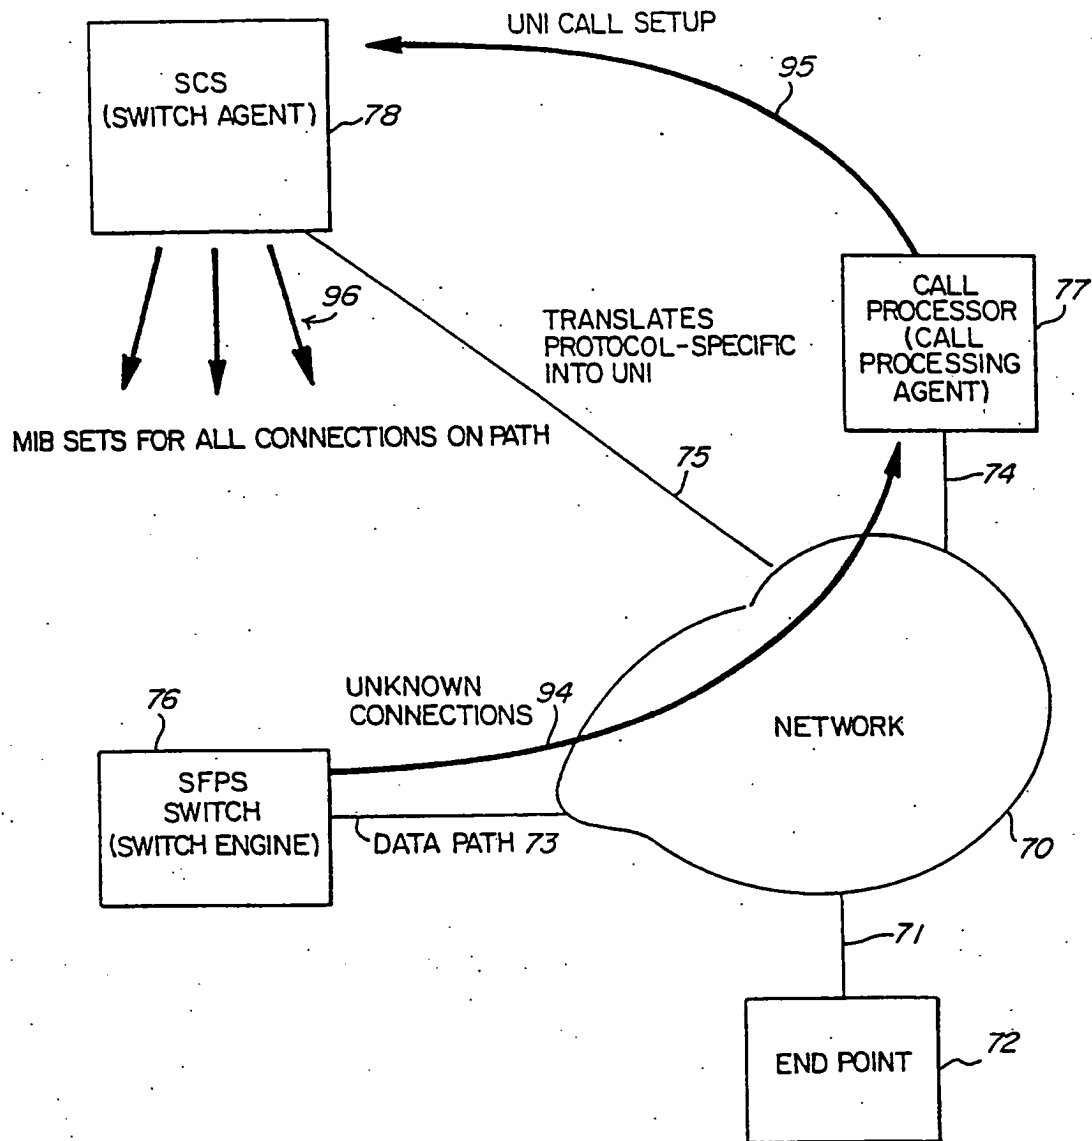 UNI CALL SETUP
95
SCS
(SWITCH AGENT)
78
96
MIB SETS FOR ALL CONNECTIONS ON PATH
TRANSLATES
PROTOCOL-SPECIFIC
INTO UNI
75
CALL
PROCESSOR
(CALL
PROCESSING
AGENT)
77
74
UNKNOWN
CONNECTIONS
94
76
SFPS
SWITCH
(SWITCH ENGINE)
DATA PATH 73
NETWORK
70
71
END POINT
72